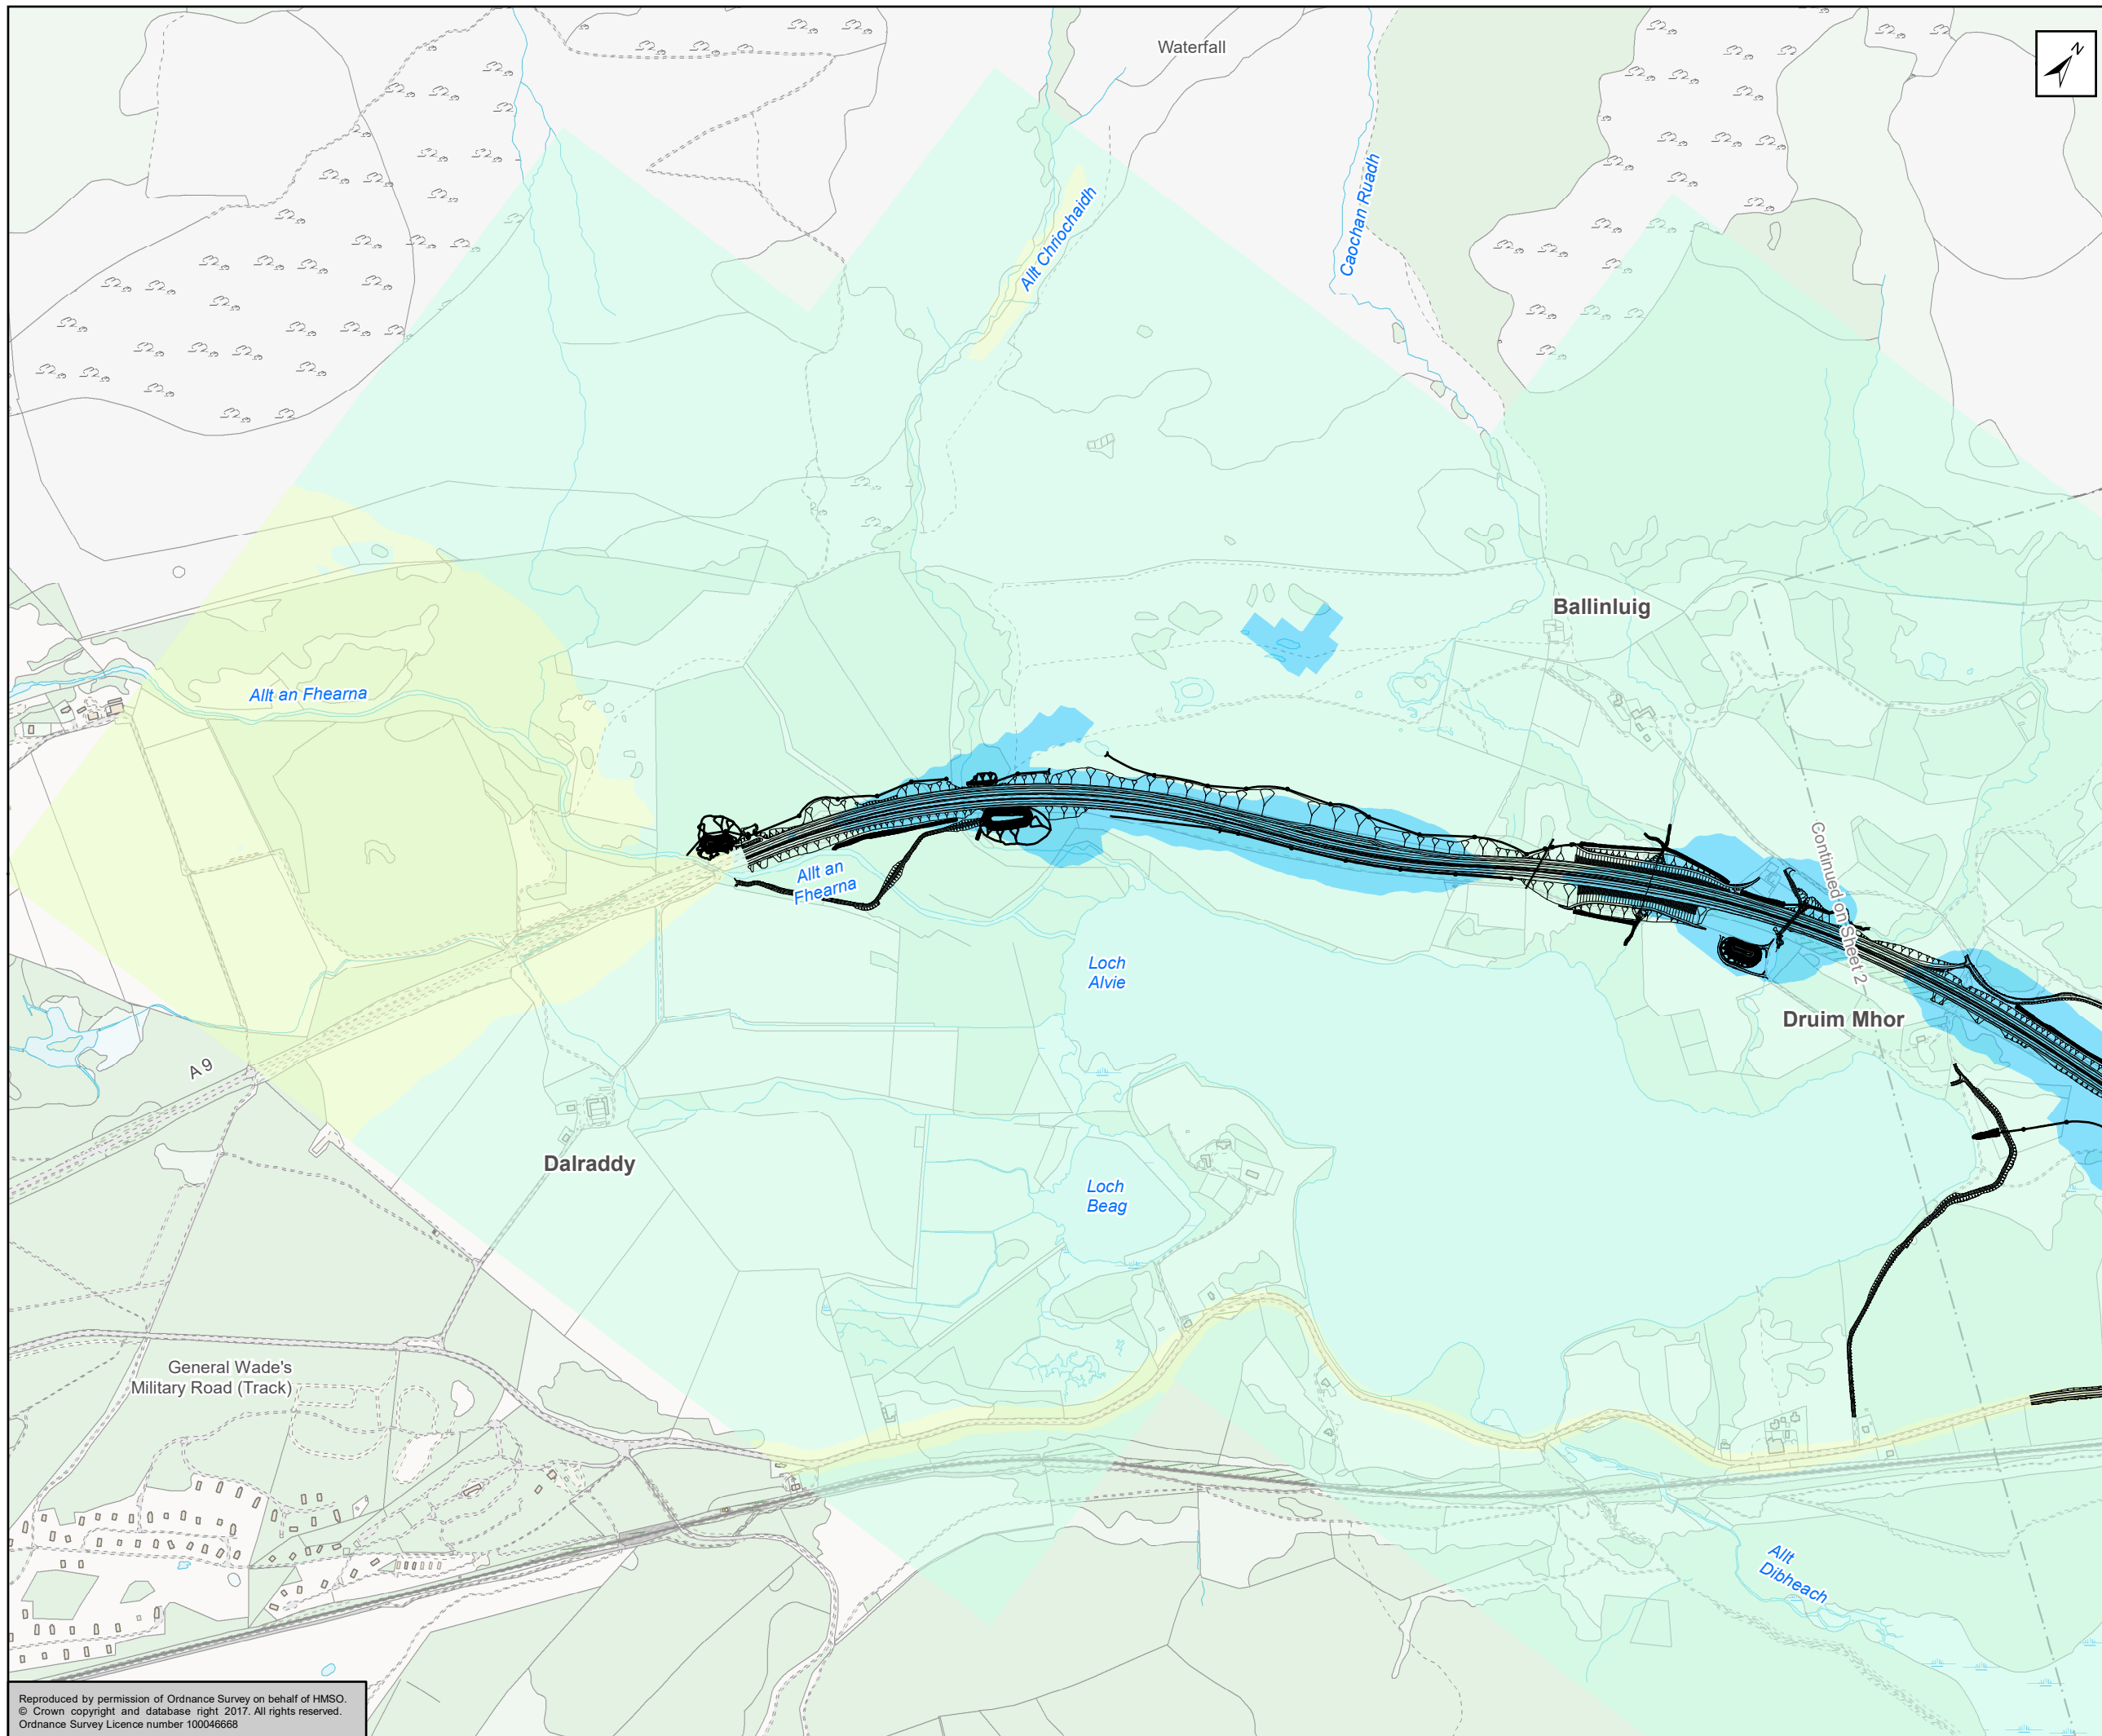 Waterfall
N
Allt Chriochaidh
Caochan Ruadh
Ballinluig
Allt an Fhearna
Continued on Sheet 2
Allt an
Fhearna
Loch
Alvie
Druim Mhor
A 9
Dalraddy
Loch
Beag
General Wade's
Military Road (Track)
Allt
Dibheach
Reproduced by permission of Ordnance Survey on behalf of HMSO.
© Crown copyright and database right 2017. All rights reserved.
Ordnance Survey Licence number 100046668